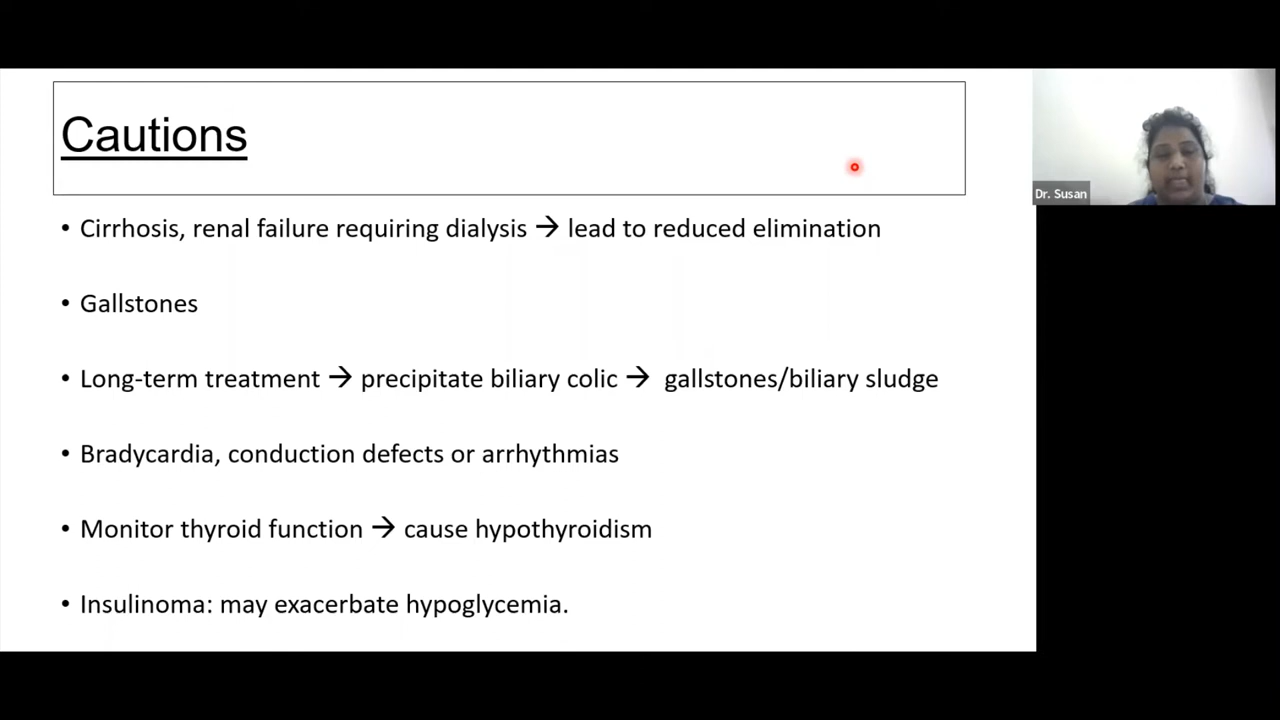 Cautions
• Cirrhosis, renal failure requiring dialysis → lead to reduced elimination
• Gallstones
• Long-term treatment → precipitate biliary colic → gallstones/biliary sludge
• Bradycardia, conduction defects or arrhythmias
• Monitor thyroid function → cause hypothyroidism
• Insulinoma: may exacerbate hypoglycemia.
Dr. Susan